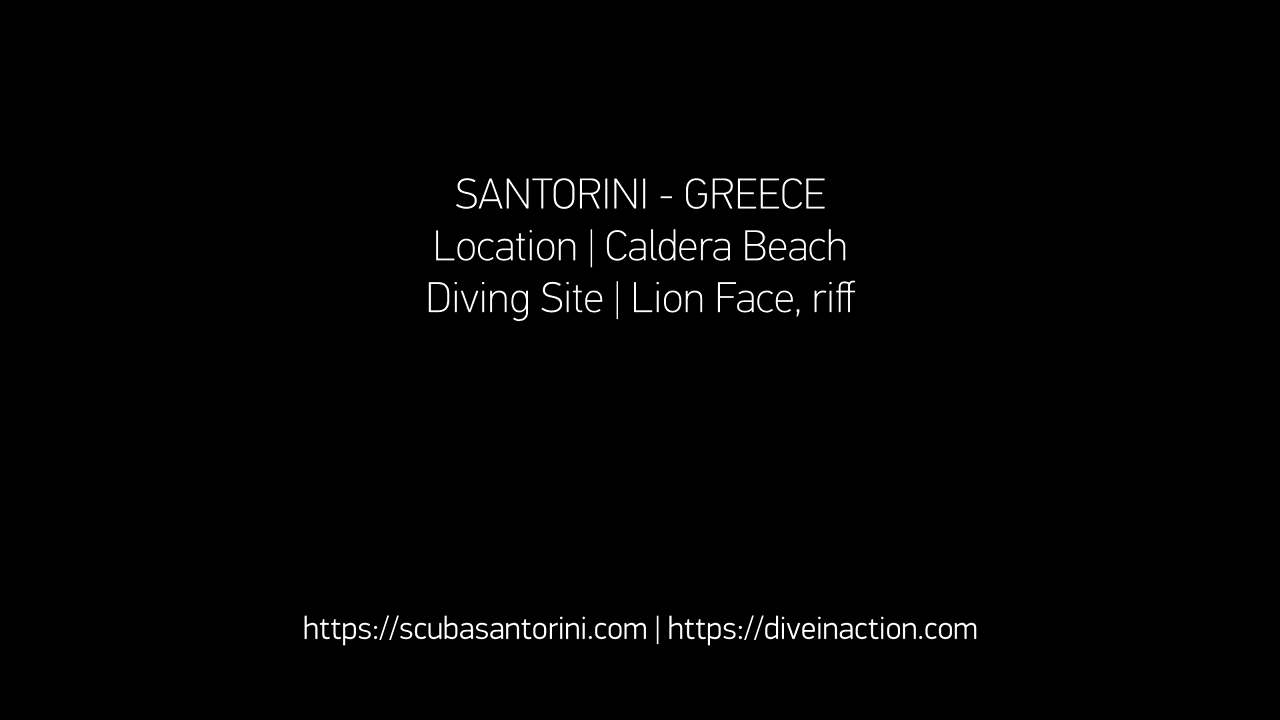 SANTORINI - GREECE
Location | Caldera Beach
Diving Site | Lion Face, riff
https://scubasantorini.com | https://diveinaction.com